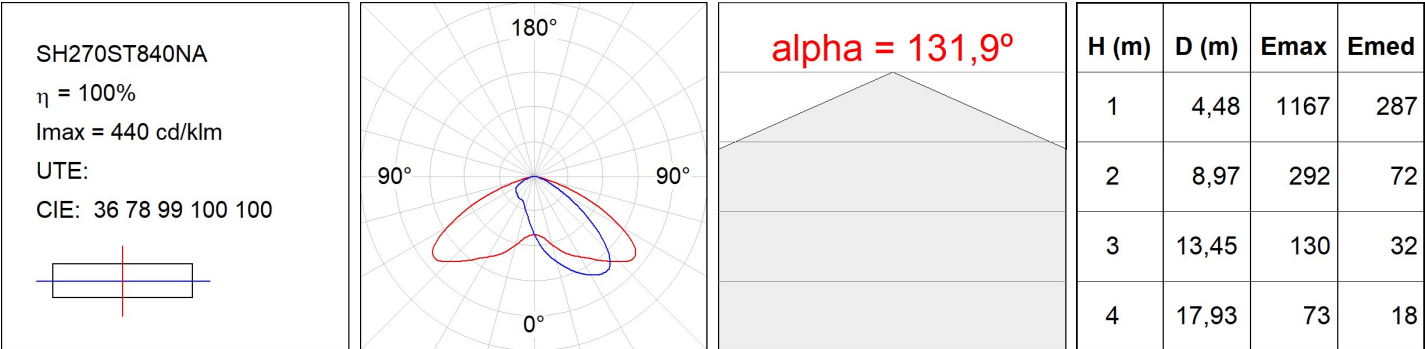 SH270ST840NA
η = 100%
Imax = 440 cd/klm
UTE:
CIE: 36 78 99 100 100
180°
90° 90°
0°
alpha = 131,9º
H (m) D (m) Emax Emed
1 4,48 1167 287
2 8,97 292 72
3 13,45 130 32
4 17,93 73 18